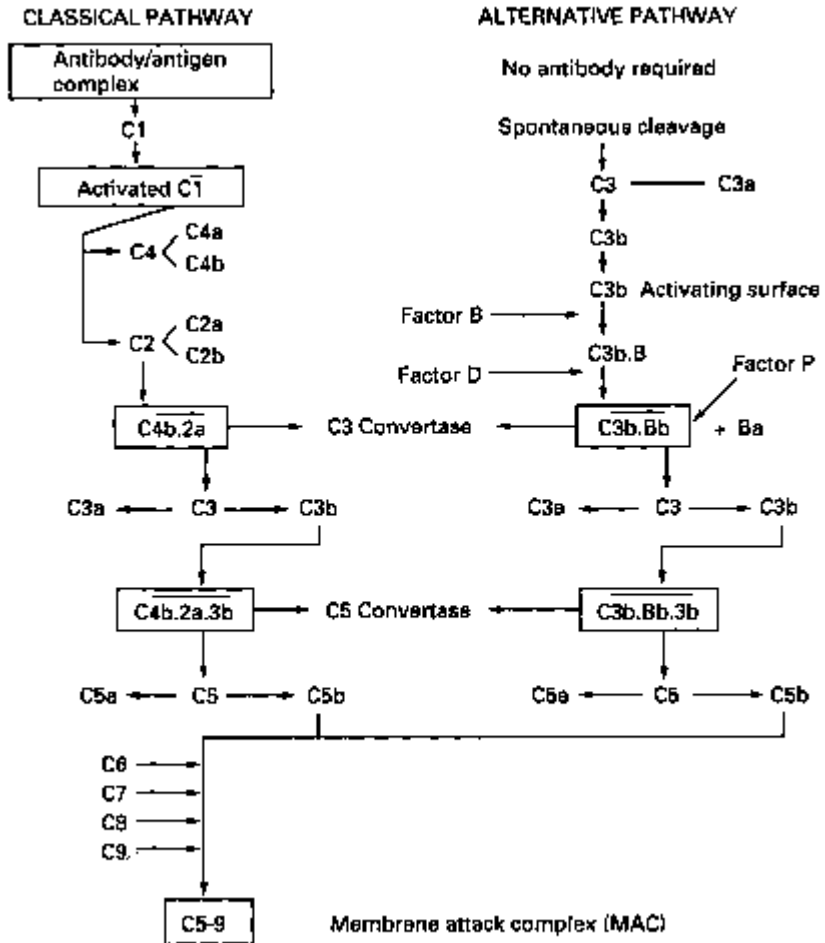 CLASSICAL PATHWAY
Antibody/antigen
complex
C1
Activated C1̅
C4
C4a
C4b
C2
C2a
C2b
C4b.2a
C3 Convertase
C3a
C3
C3b
C4b.2a.3b
C5 Convertase
C5a
C5
C5b
C6
C7
C8
C9
C5-9
Membrane attack complex (MAC)
ALTERNATIVE PATHWAY
No antibody required
Spontaneous cleavage
C3
C3a
C3b
C3b Activating surface
Factor B
C3b.B
Factor D
Factor P
C3b.Bb
+ Ba
C3a
C3
C3b
C3b.Bb.3b
C5a
C5
C5b